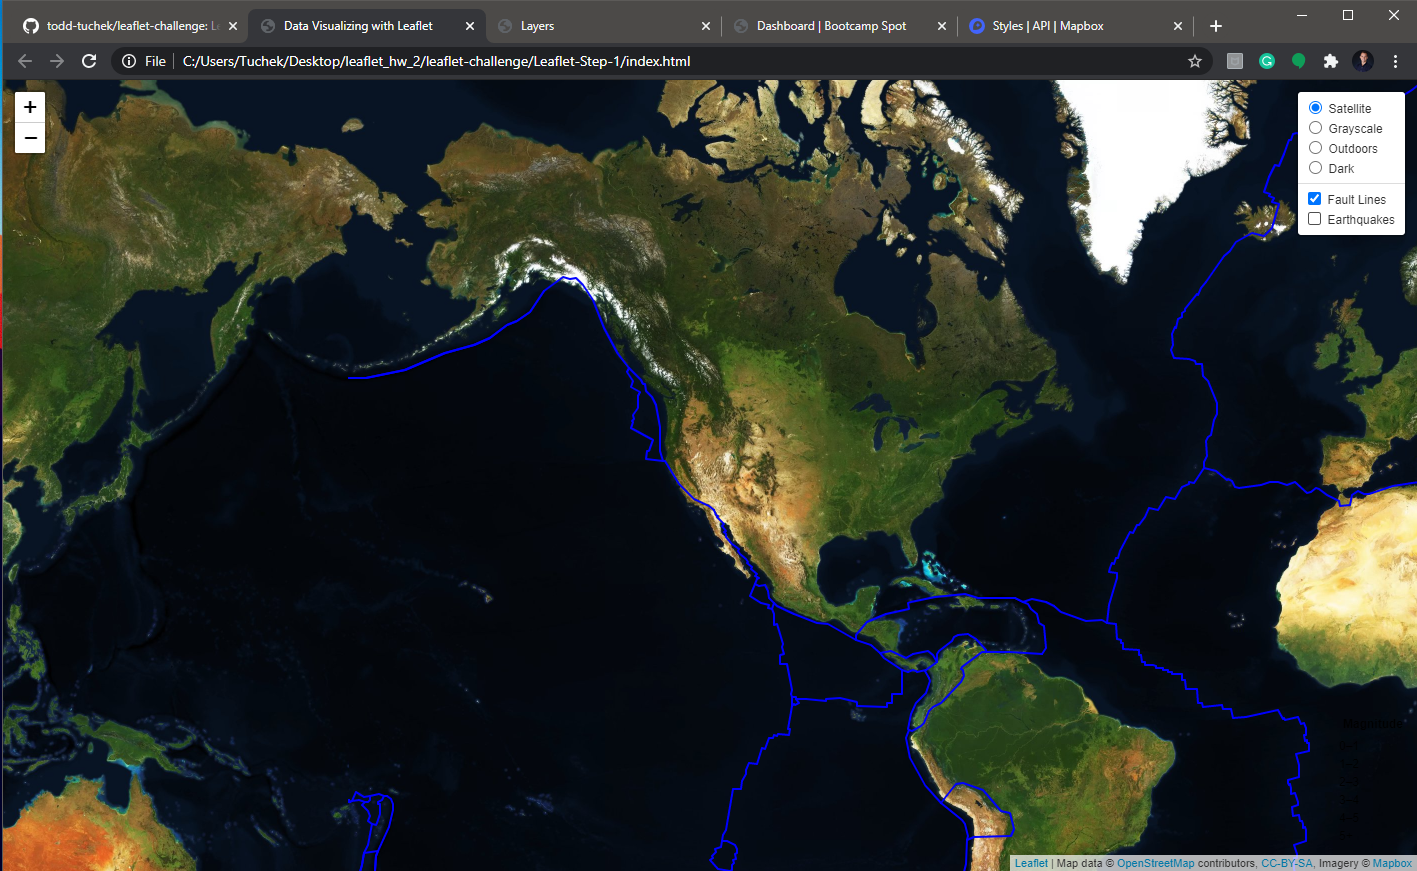 todd-tuchek/leaflet-challenge: Le
Data Visualizing with Leaflet
Layers
Dashboard | Bootcamp Spot
Styles | API | Mapbox
File
C:/Users/Tuchek/Desktop/leaflet_hw_2/leaflet-challenge/Leaflet-Step-1/index.html
+
−
Satellite
Grayscale
Outdoors
Dark
Fault Lines
Earthquakes
Magnitude
Leaflet | Map data © OpenStreetMap contributors, CC-BY-SA, Imagery © Mapbox